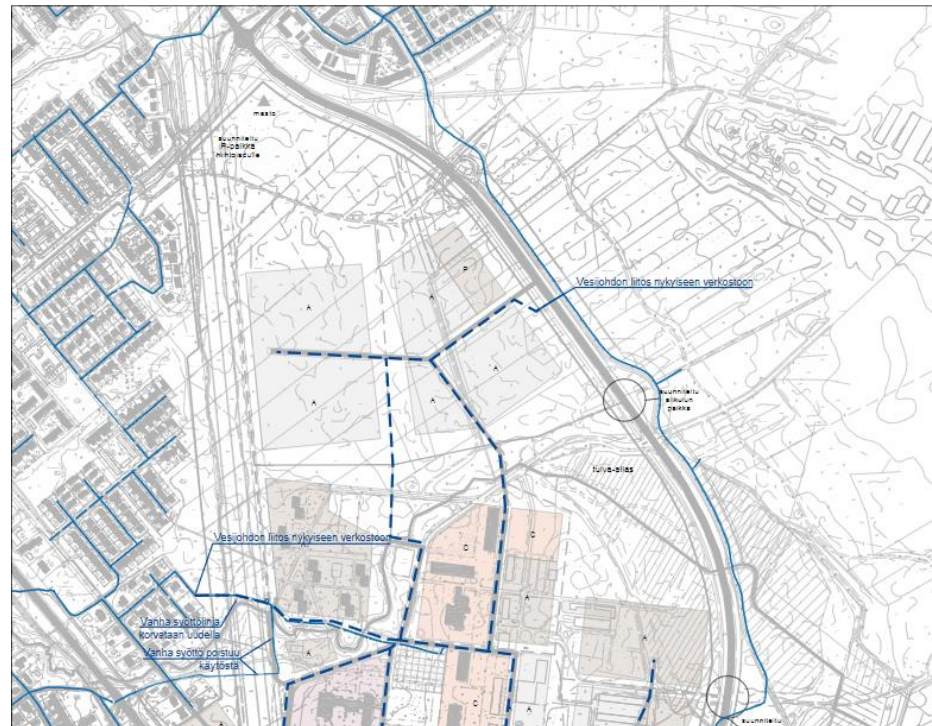 masto
suunniteltu
P-paikka
P
A
A
Vesijohdon liitos nykyiseen verkostoon
A
A
A
suunniteltu
alikulun
paikka
tulva-allas
Vesijohdon liitos nykyiseen verkostoon
A
C
C
A
Vanha syöttölinja
korvataan uudella
Vanha syöttö poistuu
käytöstä
A
A
A
C
A
suunniteltu